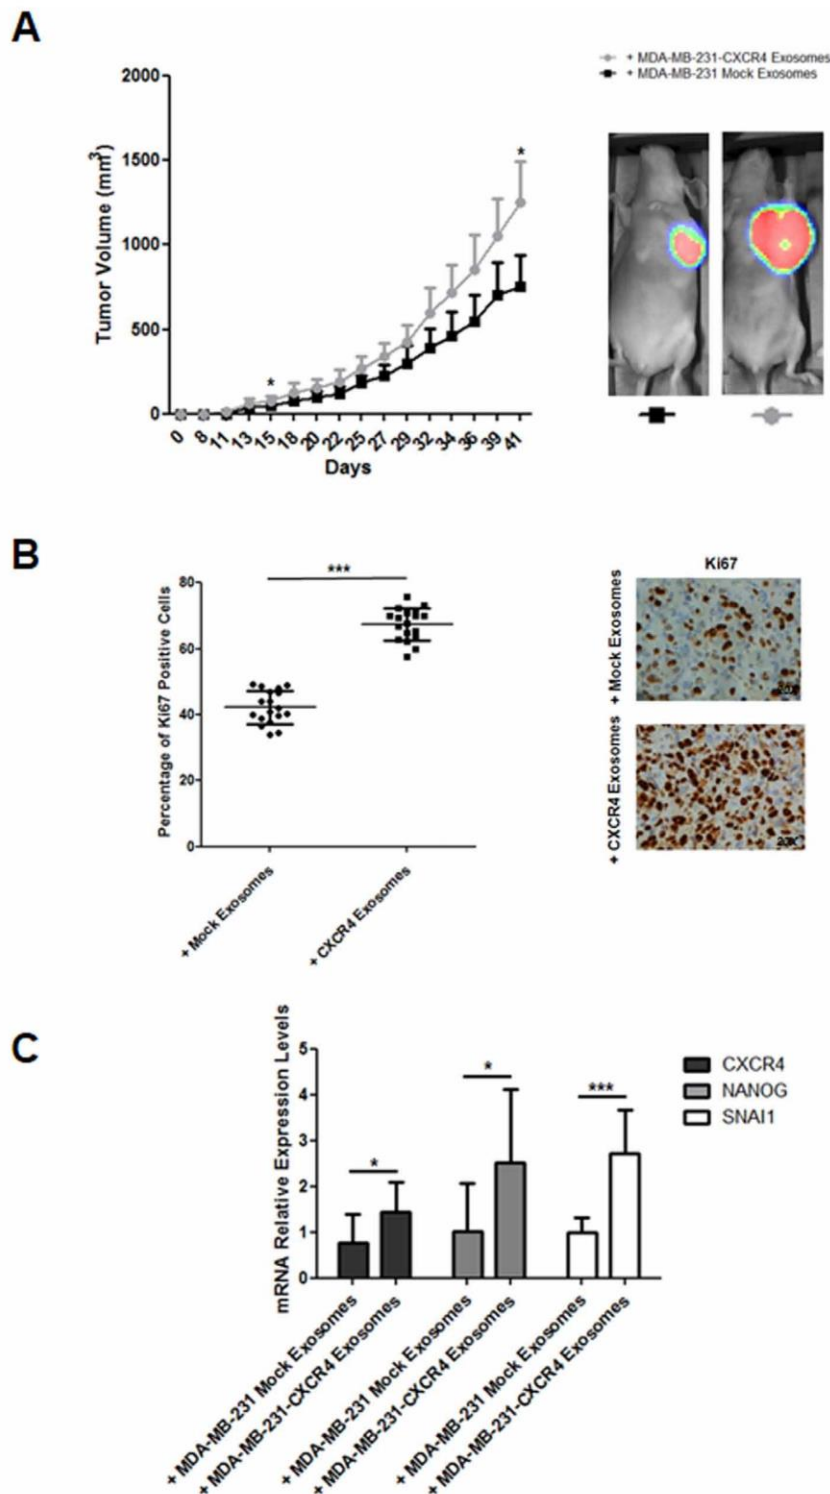 A
+ MDA-MB-231-CXCR4 Exosomes
+ MDA-MB-231 Mock Exosomes
Tumor Volume (mm3)
2000
1500
1000
500
0
*
*
0 8 11 13 15 18 20 22 25 27 29 32 34 36 39 41
Days
B
***
Percentage of Ki67 Positive Cells
80
60
40
20
0
+ Mock Exosomes
+ CXCR4 Exosomes
Ki67
+ Mock Exosomes
+ CXCR4 Exosomes
20X
C
mRNA Relative Expression Levels
5
4
3
2
1
0
*
*
***
CXCR4
NANOG
SNAI1
+ MDA-MB-231 Mock Exosomes
+ MDA-MB-231-CXCR4 Exosomes
+ MDA-MB-231 Mock Exosomes
+ MDA-MB-231-CXCR4 Exosomes
+ MDA-MB-231 Mock Exosomes
+ MDA-MB-231-CXCR4 Exosomes